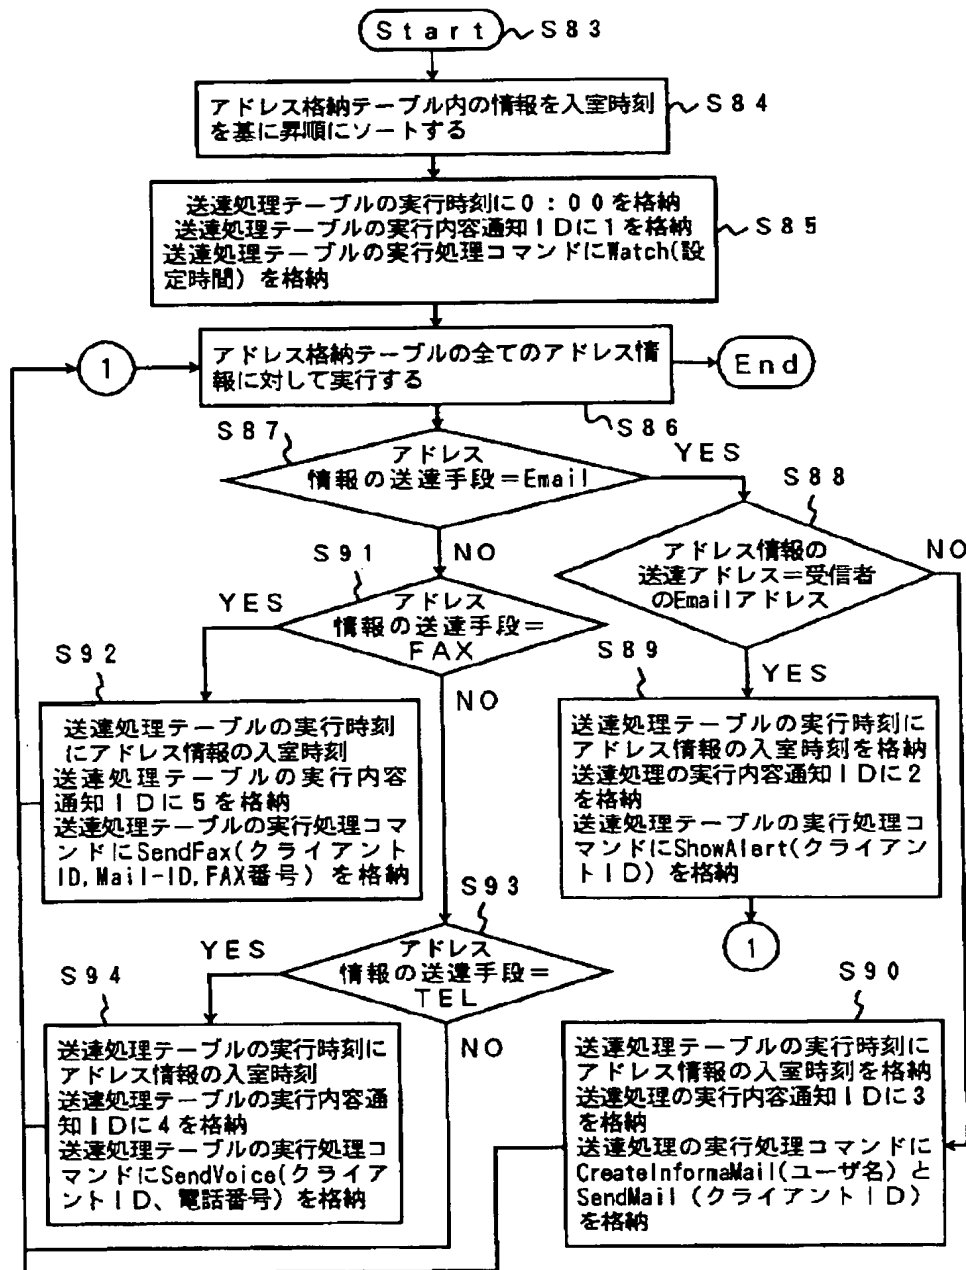 Start
S83
アドレス格納テーブル内の情報を入室時刻
を基に昇順にソートする
S84
送達処理テーブルの実行時刻に0:00を格納
送達処理テーブルの実行内容通知IDに1を格納
送達処理テーブルの実行処理コマンドにWatch(設
定時間)を格納
S85
1
アドレス格納テーブルの全てのアドレス情
報に対して実行する
End
S86
S87
アドレス
情報の送達手段=Email
YES
S88
NO
アドレス情報の
送達アドレス=受信者
のEmailアドレス
NO
S91
YES
アドレス
情報の送達手段=
FAX
S92
NO
S89
YES
送達処理テーブルの実行時刻
にアドレス情報の入室時刻
送達処理テーブルの実行内容
通知IDに5を格納
送達処理テーブルの実行処理コマ
ンドにSendFax(クライアント
ID,Mail-ID,FAX番号)を格納
送達処理テーブルの実行時刻に
アドレス情報の入室時刻を格納
送達処理の実行内容通知IDに2
を格納
送達処理テーブルの実行処理コ
マンドにShowAlert(クライアン
トID)を格納
1
S93
YES
アドレス
情報の送達手段=
TEL
S94
NO
S90
送達処理テーブルの実行時刻に
アドレス情報の入室時刻
送達処理テーブルの実行内容通
知IDに4を格納
送達処理テーブルの実行処理コ
マンドにSendVoice(クライア
ントID、電話番号)を格納
送達処理テーブルの実行時刻に
アドレス情報の入室時刻を格納
送達処理の実行内容通知IDに3
を格納
送達処理の実行処理コマンドに
CreateInformaMail(ユーザ名)と
SendMail(クライアントID)
を格納